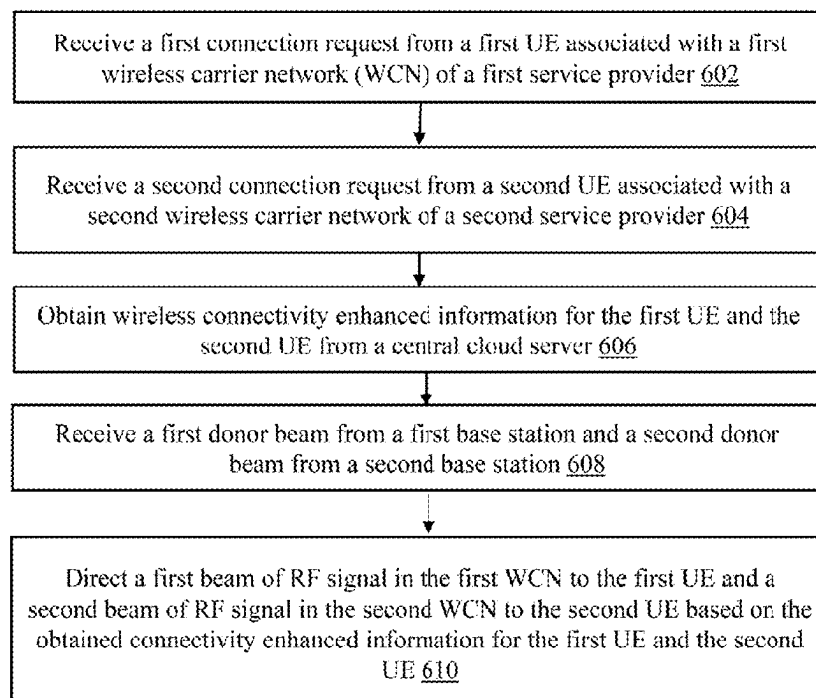 Receive a first connection request from a first UE associated with a first
wireless carrier network (WCN) of a first service provider 602
Receive a second connection request from a second UE associated with a
second wireless carrier network of a second service provider 604
Obtain wireless connectivity enhanced information for the first UE and the
second UE from a central cloud server 606
Receive a first donor beam from a first base station and a second donor
beam from a second base station 608
Direct a first beam of RF signal in the first WCN to the first UE and a
second beam of RF signal in the second WCN to the second UE based on the
obtained connectivity enhanced information for the first UE and the second
UE 610